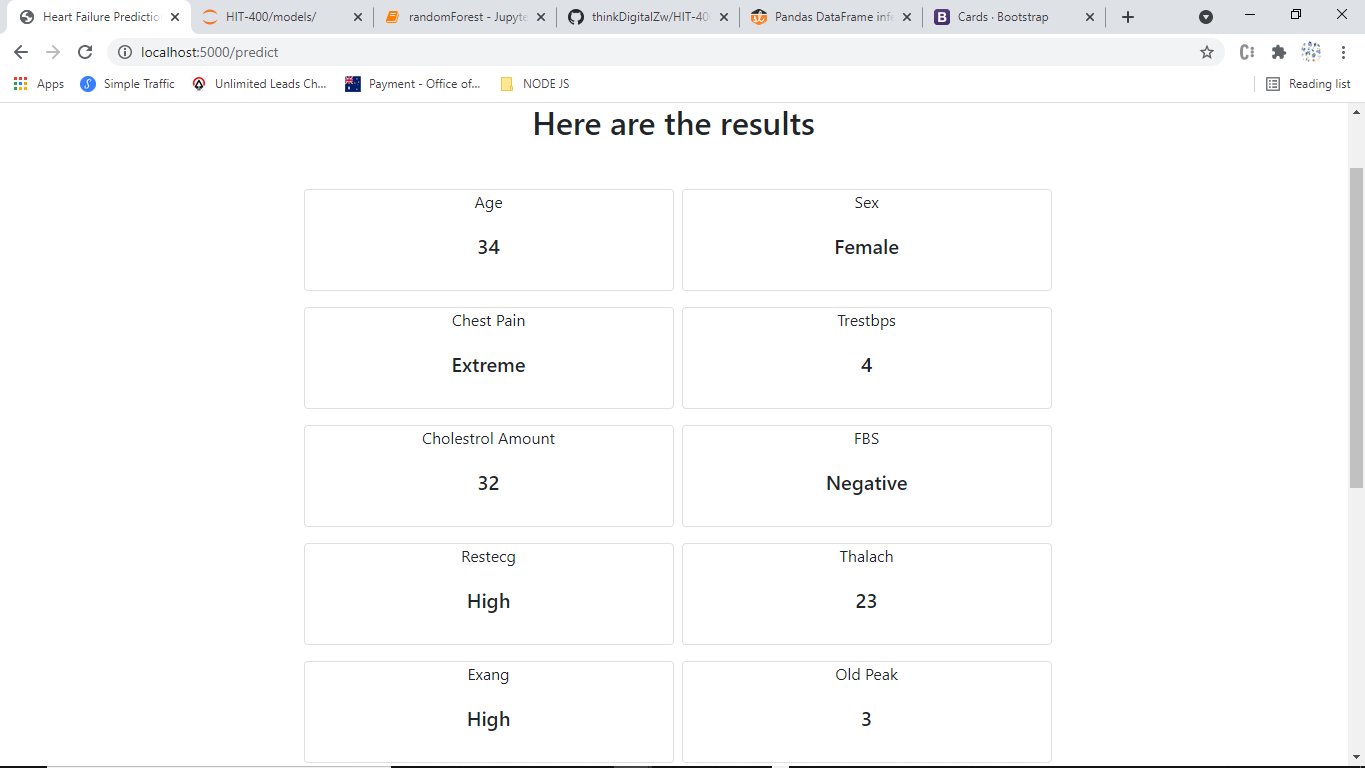 Heart Failure Predictio
HIT-400/models/
randomForest - Jupyte
thinkDigitalZw/HIT-40
Pandas DataFrame info
Cards · Bootstrap
localhost:5000/predict
Apps
Simple Traffic
Unlimited Leads Ch...
Payment - Office of...
NODE JS
Reading list
Here are the results
Age
Sex
34
Female
Chest Pain
Trestbps
Extreme
4
Cholestrol Amount
FBS
32
Negative
Restecg
Thalach
High
23
Exang
Old Peak
High
3